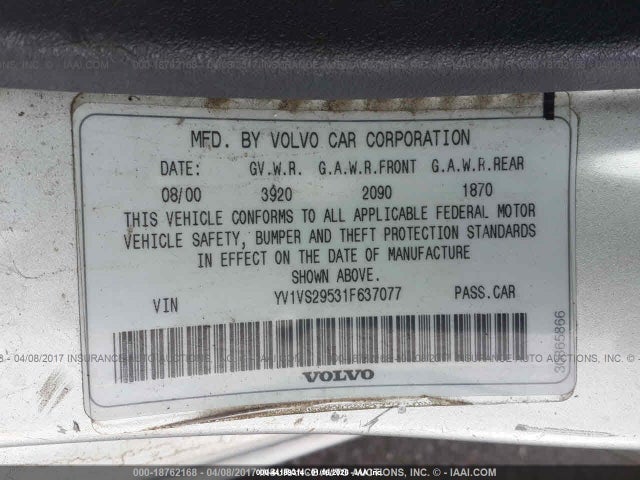 000-18762168 - 04/08/2017 INSURANCE AUTO AUCTIONS, INC. © - IAAI.COM
MFD. BY VOLVO CAR CORPORATION
DATE: GV.W.R. G.A.W.R.FRONT G.A.W.R.REAR
08/00 3920 2090 1870
THIS VEHICLE CONFORMS TO ALL APPLICABLE FEDERAL MOTOR
VEHICLE SAFETY, BUMPER AND THEFT PROTECTION STANDARDS
IN EFFECT ON THE DATE OF MANUFACTURE
SHOWN ABOVE.
VIN YV1VS29531F637077 PASS.CAR
VOLVO